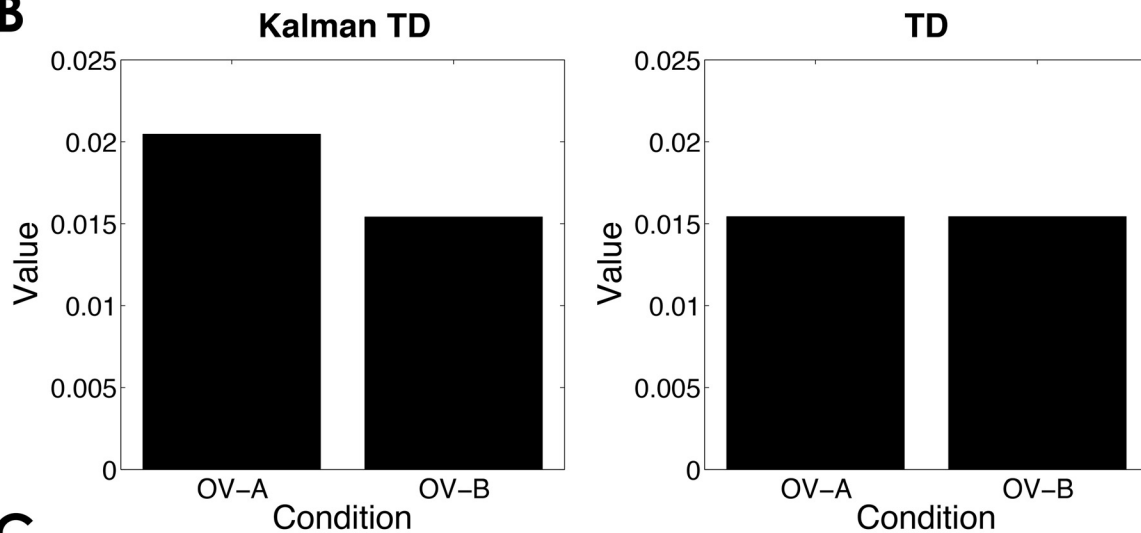 B
Kalman TD
0.025
0.02
0.015
0.01
0.005
0
Value
OV–A
OV–B
Condition
TD
0.025
0.02
0.015
0.01
0.005
0
Value
OV–A
OV–B
Condition
C